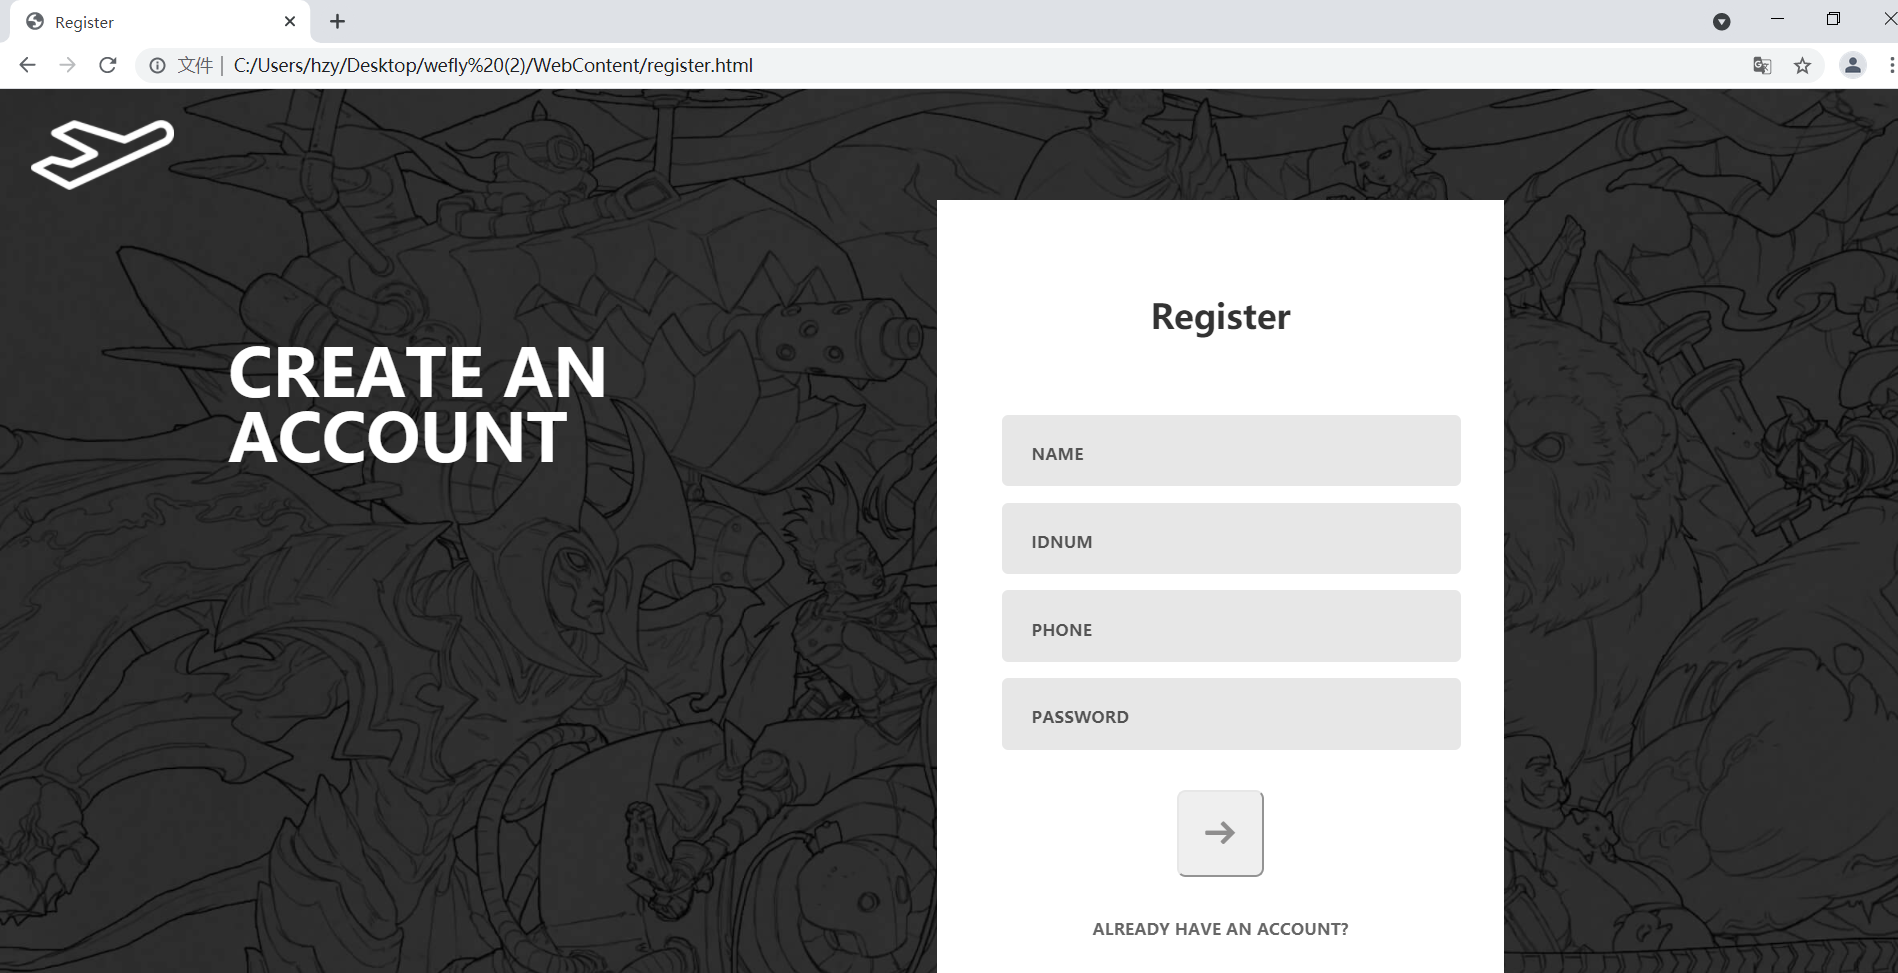 Register
文件 | C:/Users/hzy/Desktop/wefly%20(2)/WebContent/register.html
CREATE AN
ACCOUNT
Register
NAME
IDNUM
PHONE
PASSWORD
ALREADY HAVE AN ACCOUNT?